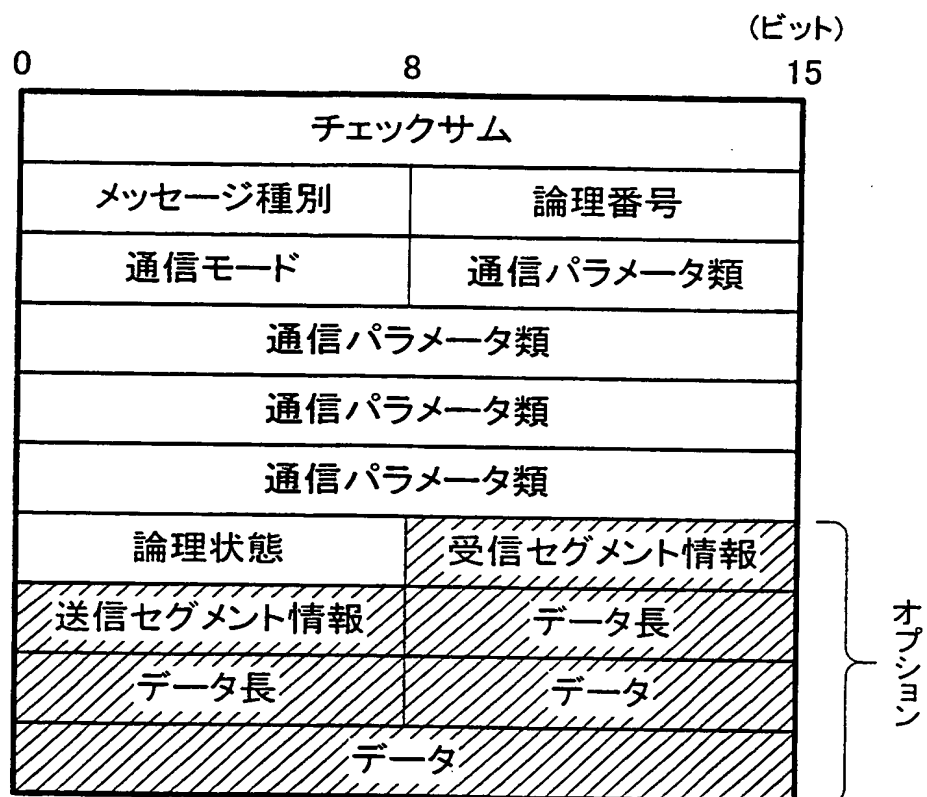 (ビット)
0 8 15
チェックサム
メッセージ種別 論理番号
通信モード 通信パラメータ類
通信パラメータ類
通信パラメータ類
通信パラメータ類
論理状態 受信セグメント情報
送信セグメント情報 データ長
データ長 データ
データ
オプション